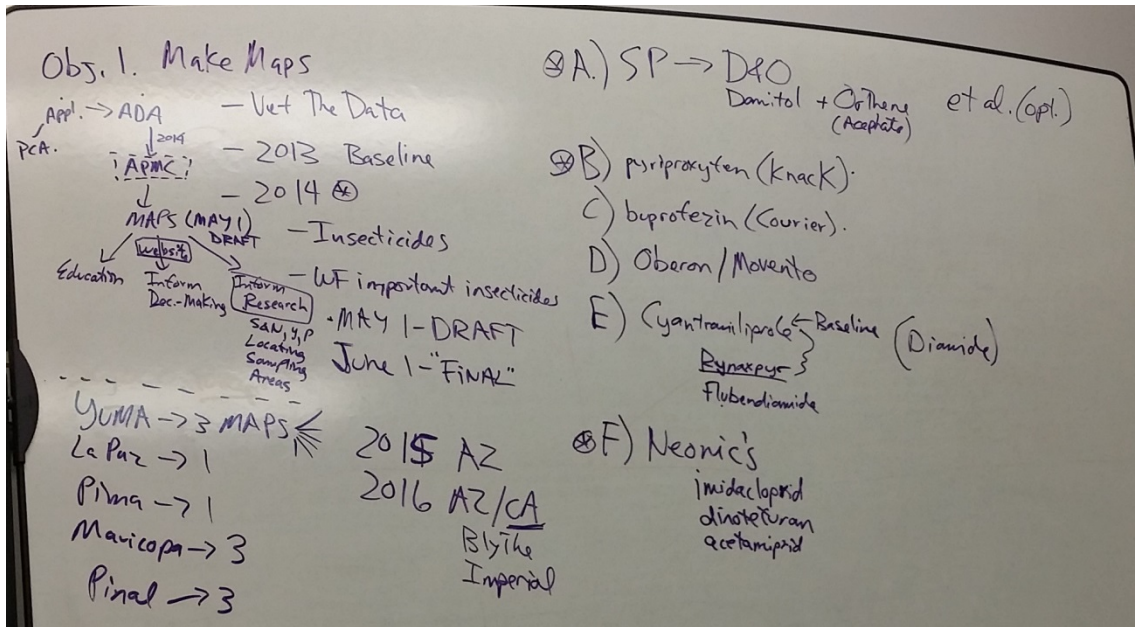 Obj. 1. Make Maps
Appl. → ADA
PCA.
2014
APMC
MAPS (MAY 1)
DRAFT
Website
Education
Inform
Dec.-Making
Inform
Research
Locating
Sampling
Areas
- Vet The Data
- 2013 Baseline
- 2014 ⊛
- Insecticides
- WF important insecticides
• MAY 1 - DRAFT
June 1 - "FINAL"
YUMA → 3 MAPS
La Paz → 1
Pima → 1
Maricopa → 3
Pinal → 3
2015 AZ
2016 AZ/CA
Blythe
Imperial
⊛ A.) SP → D&O
Danitol + Orthene et al. (opt.)
(Acephate)
⊛ B) pyriproxyfen (Knack).
C) buprofezin (Courier).
D) Oberon / Movento
E) Cyantraniliprole ← Baseline (Diamide)
Rynaxpyr
flubendiamide
⊛ F) Neonic's
imidacloprid
dinotefuran
acetamiprid